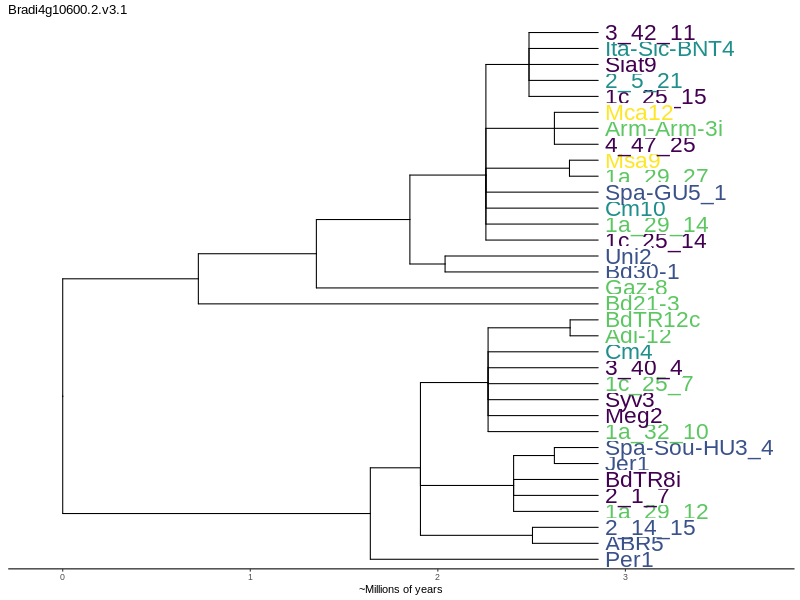 Bradi4g10600.2.v3.1
3_42_11
Ita-Sic-BNT4
Siat9
2_5_21
1c_25_15
Mca12
Arm-Arm-3i
4_47_25
Msa9
1a_29_27
Spa-GU5_1
Cm10
1a_29_14
1c_25_14
Uni2
Bd30-1
Gaz-8
Bd21-3
BdTR12c
Adi-12
Cm4
3_40_4
1c_25_7
Syv3
Meg2
1a_32_10
Spa-Sou-HU3_4
Jer1
BdTR8i
2_1_7
1a_29_12
2_14_15
ABR5
Per1
0 1 2 3
~Millions of years